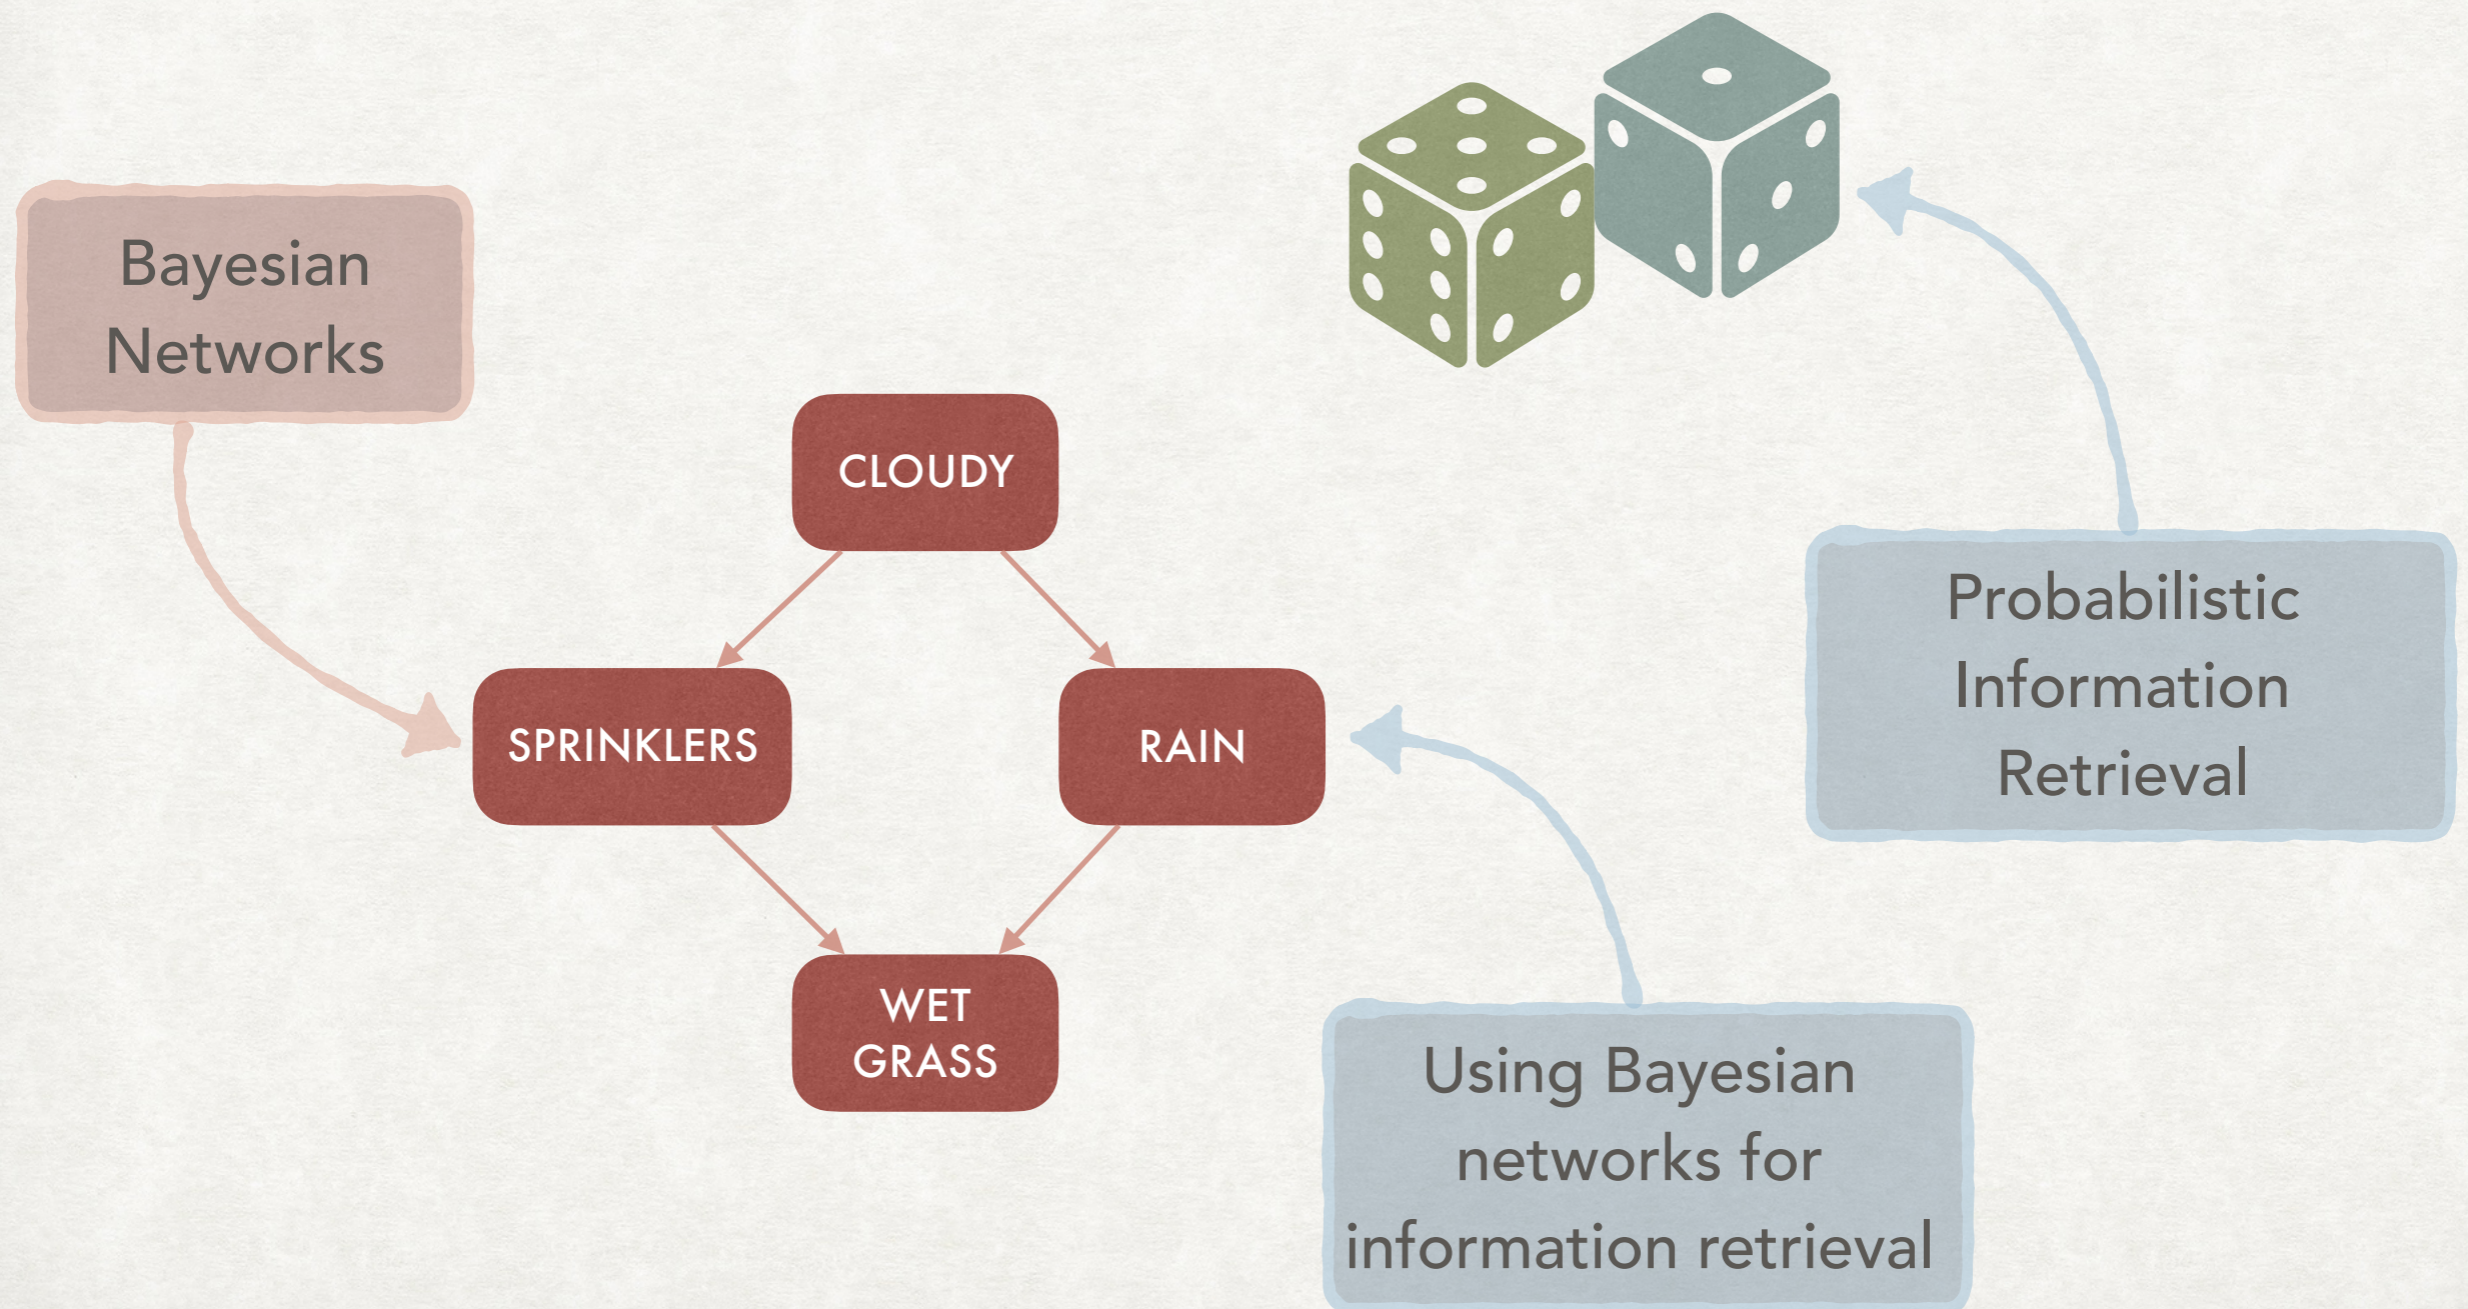 Bayesian
Networks
CLOUDY
SPRINKLERS
RAIN
WET
GRASS
Probabilistic
Information
Retrieval
Using Bayesian
networks for
information retrieval